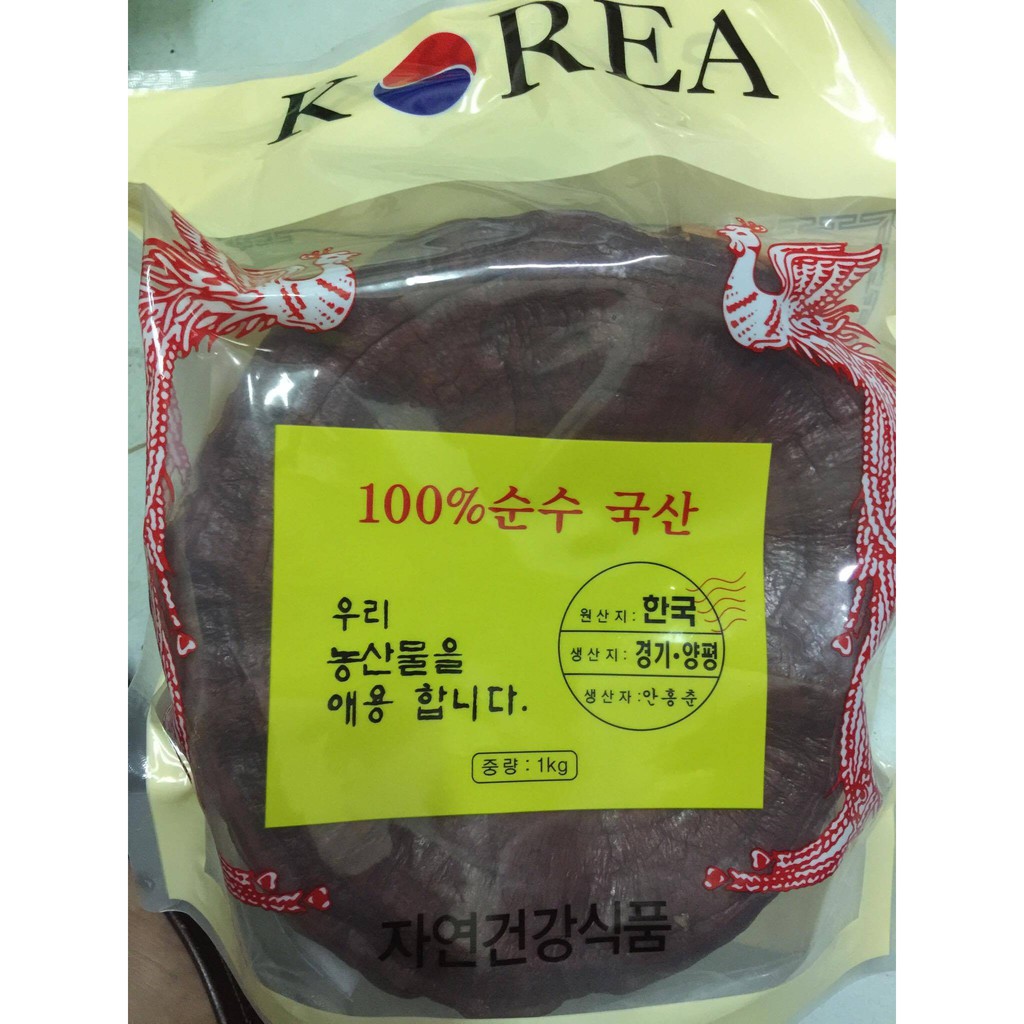 KOREA
100%순수 국산
우리
농산물을
애용 합니다.
원산지: 한국
생산지: 경기·양평
생산자: 안홍춘
중량 : 1kg
자연건강식품